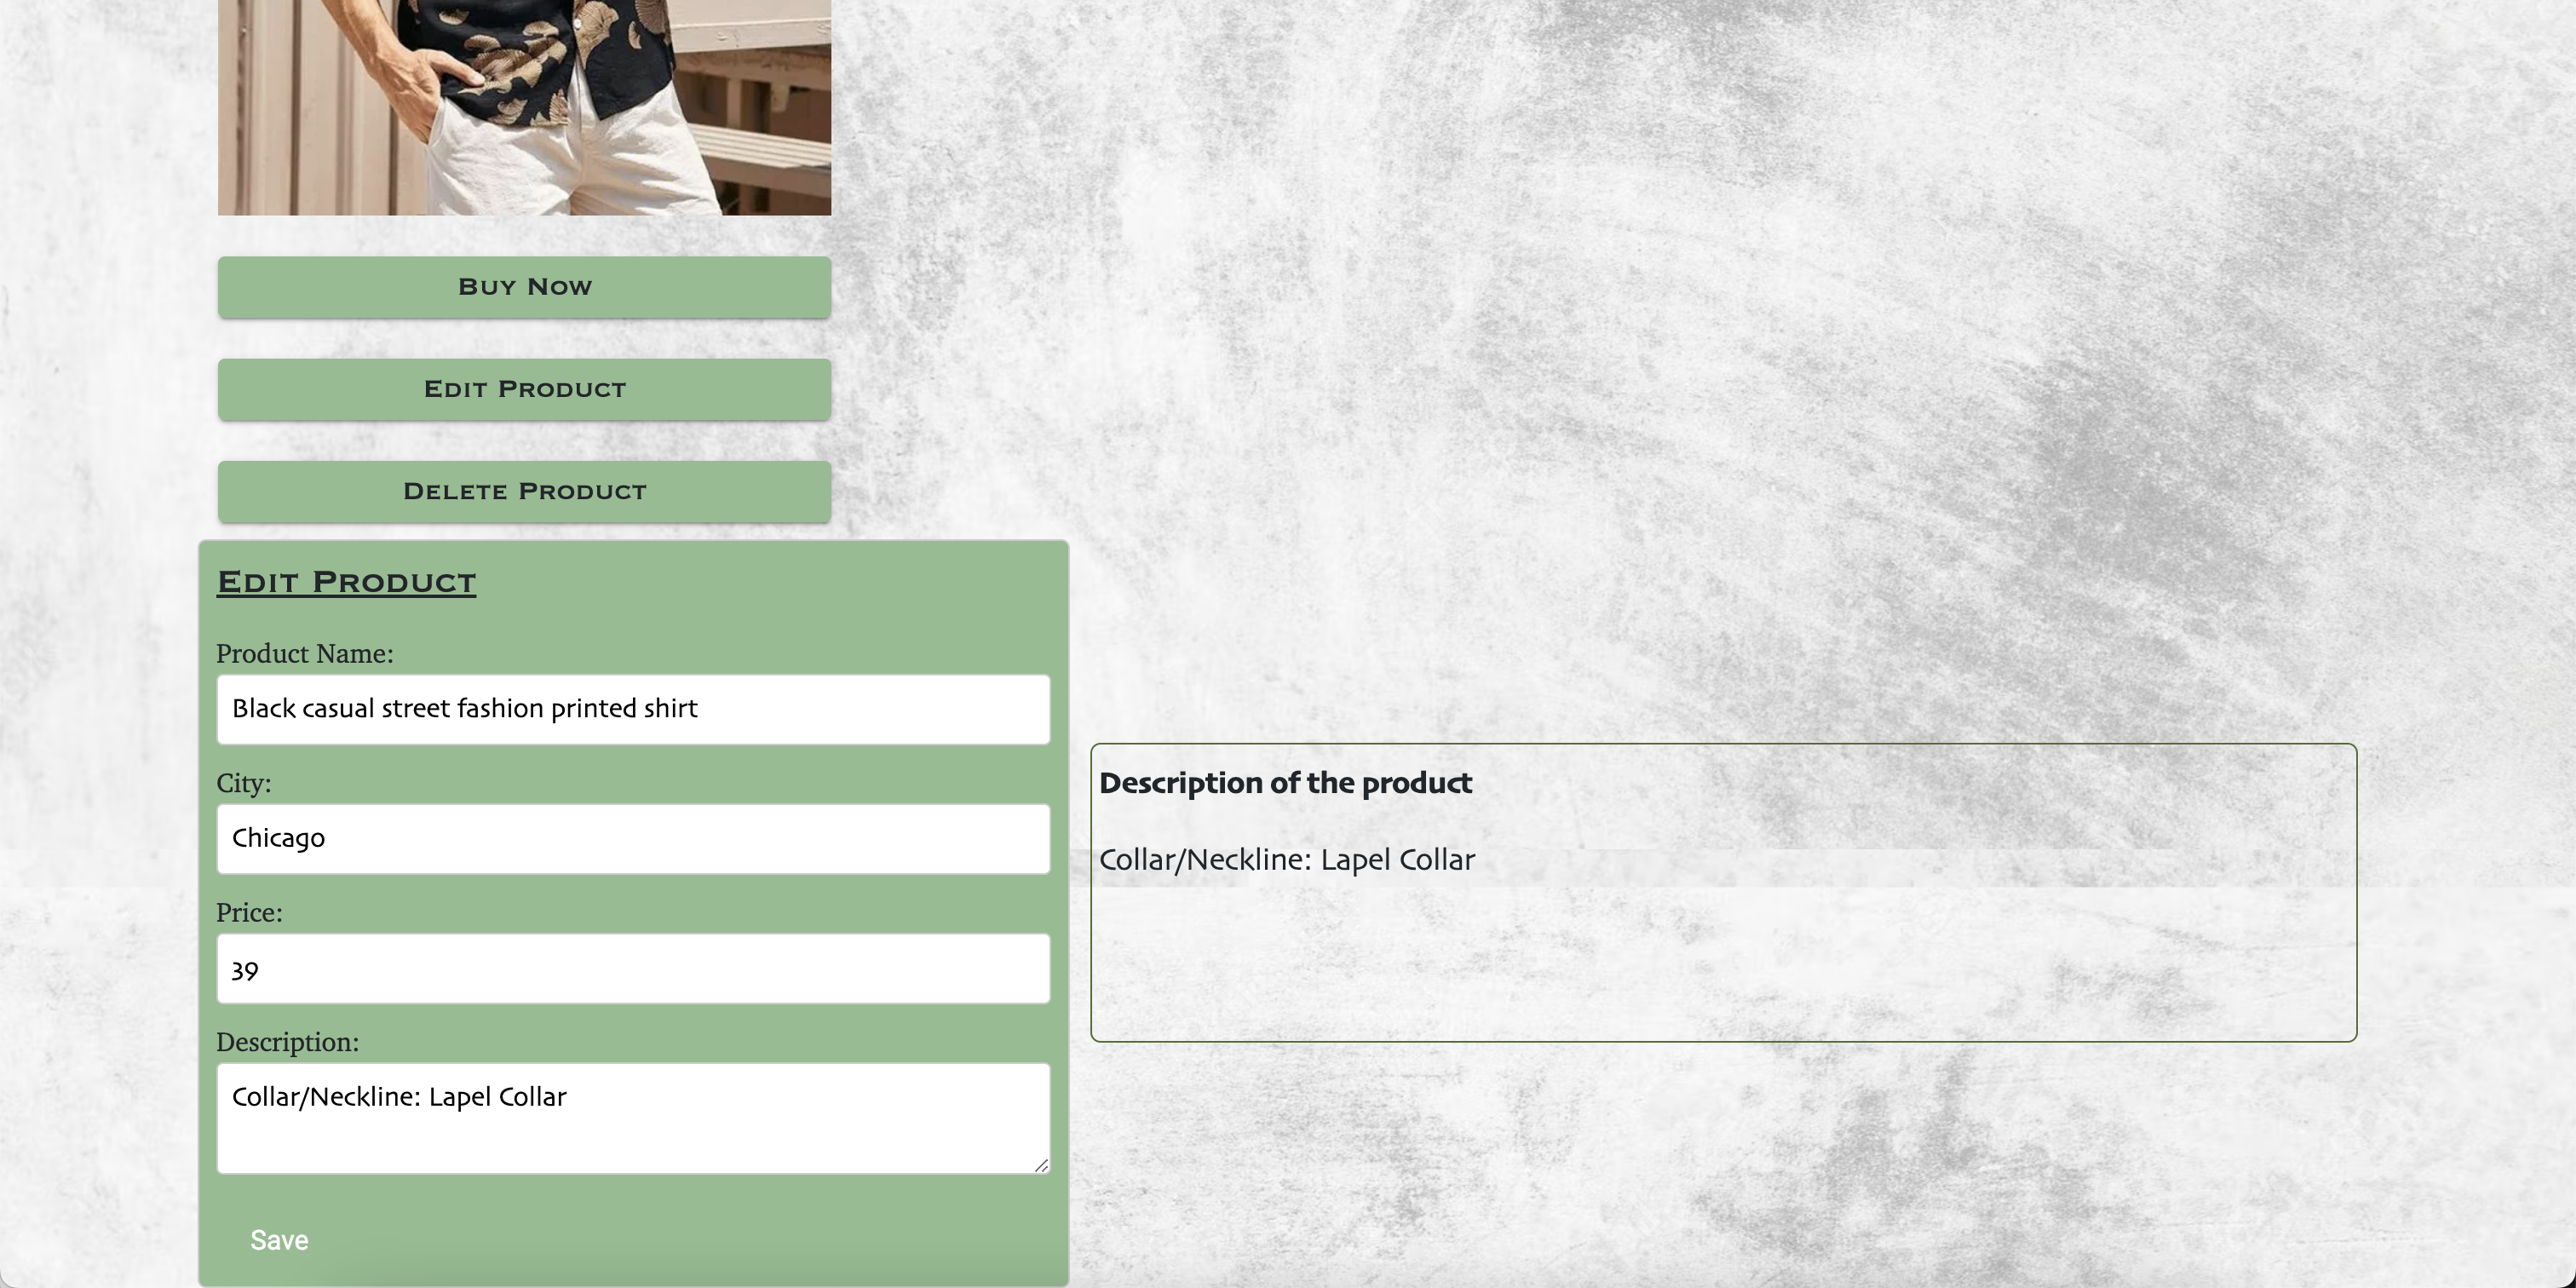 Buy Now
Edit Product
Delete Product
Edit Product
Product Name:
Black casual street fashion printed shirt
City:
Chicago
Price:
39
Description:
Collar/Neckline: Lapel Collar
Save
Description of the product
Collar/Neckline: Lapel Collar